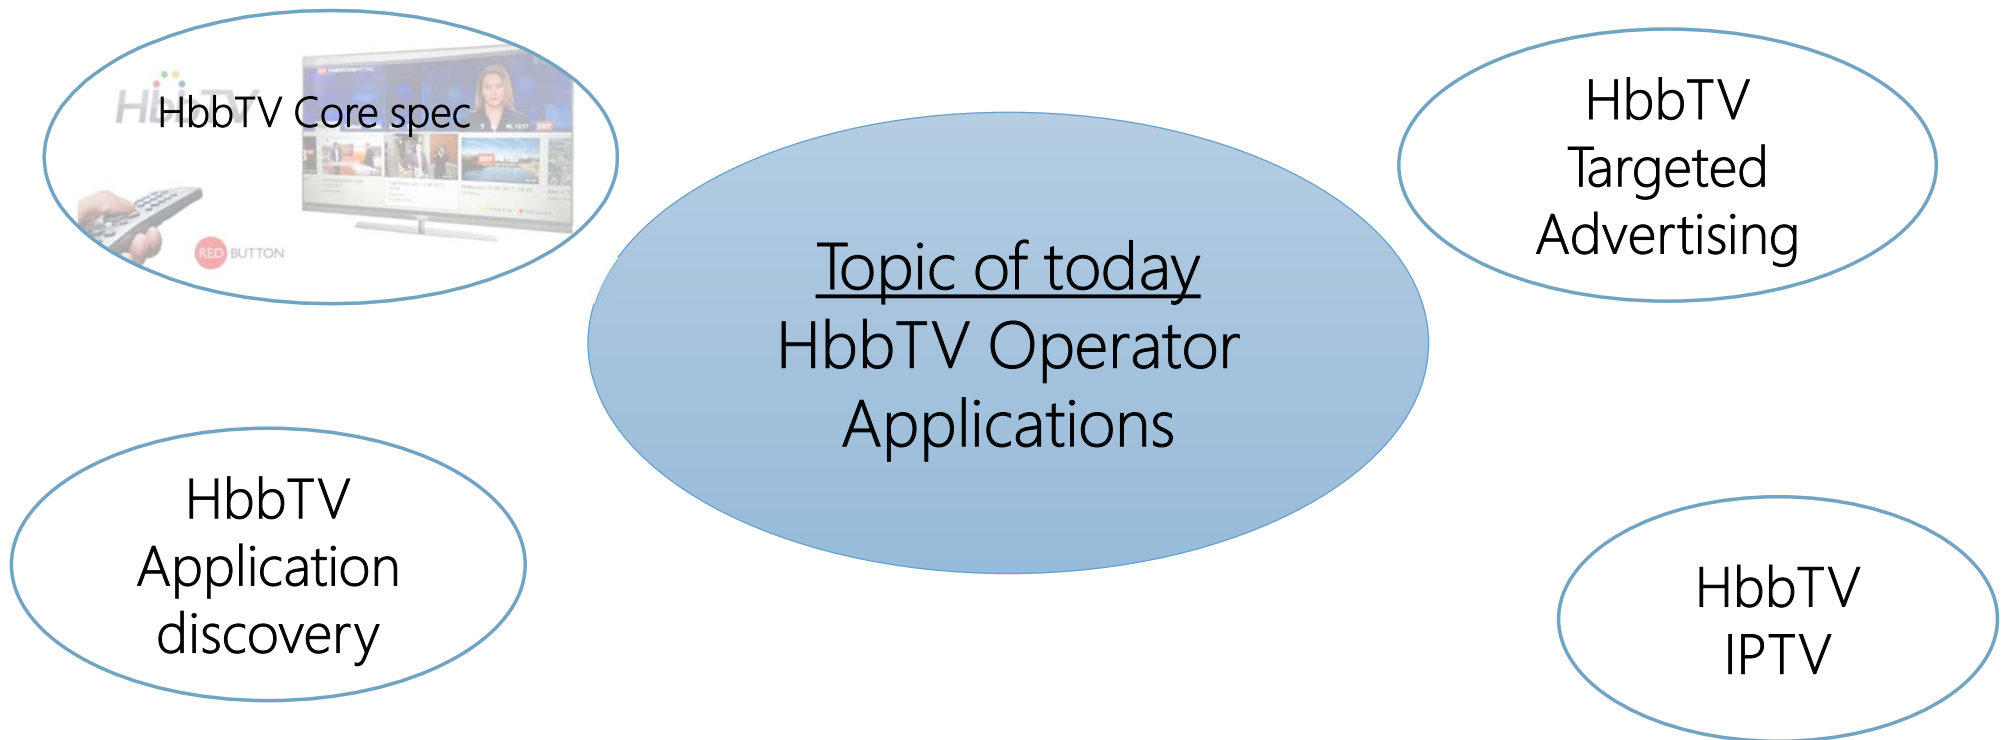 HbbTV
HbbTV Core spec
RED BUTTON
Topic of today
HbbTV Operator
Applications
HbbTV
Targeted
Advertising
HbbTV
Application
discovery
HbbTV
IPTV